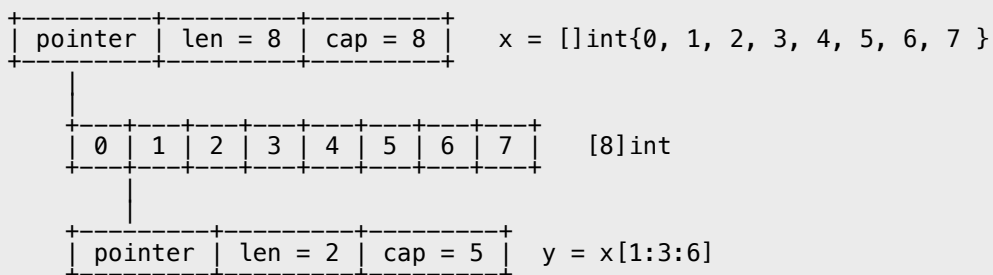 pointer | len = 8 | cap = 8 | x = []int{0, 1, 2, 3, 4, 5, 6, 7 }
0 | 1 | 2 | 3 | 4 | 5 | 6 | 7 | [8]int
pointer | len = 2 | cap = 5 | y = x[1:3:6]